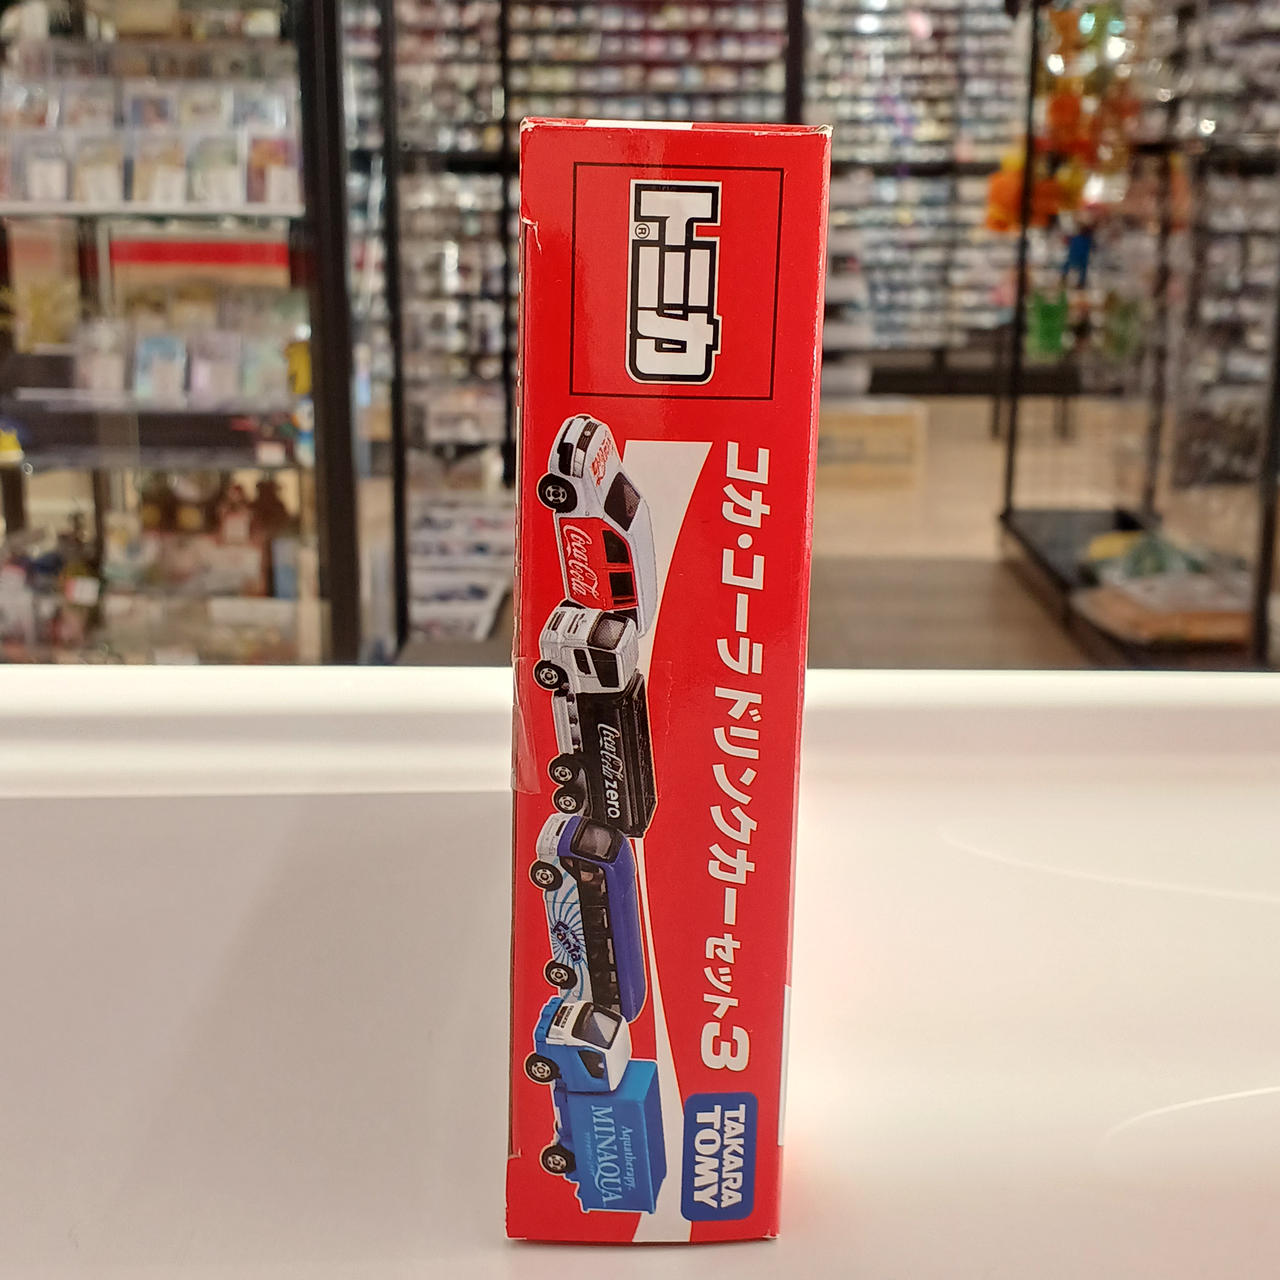 トミカ®
コカ・コーラ ドリンクカーセット3
Coca-Cola
Coca-Cola zero
Fanta
Aquatherapy
MINAQUA
TAKARA
TOMY